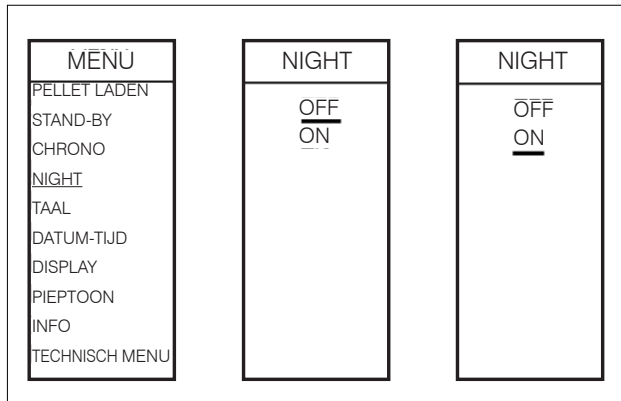 MENU
PELLET LADEN
STAND-BY
CHRONO
NIGHT
TAAL
DATUM-TIJD
DISPLAY
PIEPTOON
INFO
TECHNISCH MENU
NIGHT
OFF
ON
NIGHT
OFF
ON